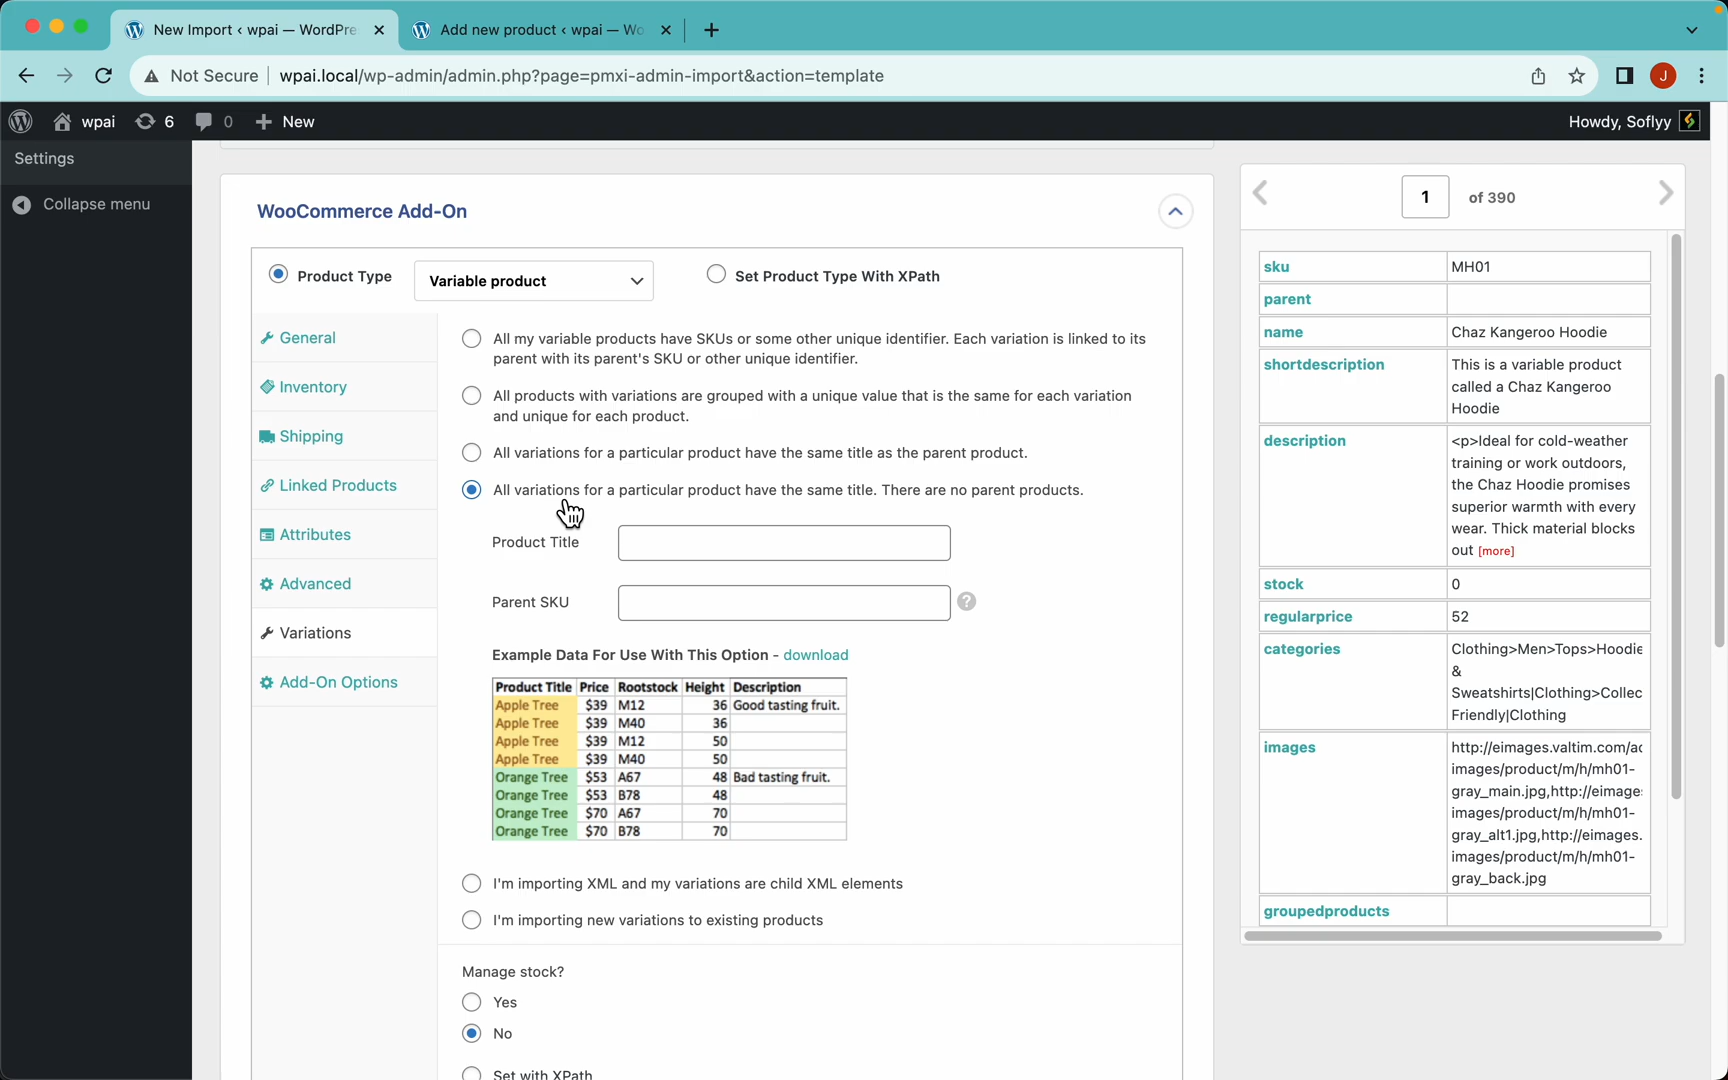 New Import ‹ wpai — WordPre
Add new product ‹ wpai — Wo
Not Secure
wpai.local/wp-admin/admin.php?page=pmxi-admin-import&action=template
J
wpai
6
0
New
Howdy, Soflyy
Settings
Collapse menu
WooCommerce Add-On
Product Type
Variable product
Set Product Type With XPath
General
Inventory
Shipping
Linked Products
Attributes
Advanced
Variations
Add-On Options
All my variable products have SKUs or some other unique identifier. Each variation is linked to its
parent with its parent's SKU or other unique identifier.
All products with variations are grouped with a unique value that is the same for each variation
and unique for each product.
All variations for a particular product have the same title as the parent product.
All variations for a particular product have the same title. There are no parent products.
Product Title
Parent SKU
?
Example Data For Use With This Option - download
Product Title Price Rootstock Height Description
Apple Tree $39 M12 36 Good tasting fruit.
Apple Tree $39 M40 36
Apple Tree $39 M12 50
Apple Tree $39 M40 50
Orange Tree $53 A67 48 Bad tasting fruit.
Orange Tree $53 B78 48
Orange Tree $70 A67 70
Orange Tree $70 B78 70
I'm importing XML and my variations are child XML elements
I'm importing new variations to existing products
Manage stock?
Yes
No
Set with XPath
1 of 390
sku MH01
parent
name Chaz Kangeroo Hoodie
shortdescription This is a variable product
called a Chaz Kangeroo
Hoodie
description <p>Ideal for cold-weather
training or work outdoors,
the Chaz Hoodie promises
superior warmth with every
wear. Thick material blocks
out [more]
stock 0
regularprice 52
categories Clothing>Men>Tops>Hoodie
&
Sweatshirts|Clothing>Collec
Friendly|Clothing
images http://eimages.valtim.com/ac
images/product/m/h/mh01-
gray_main.jpg,http://eimage
images/product/m/h/mh01-
gray_alt1.jpg,http://eimages.
images/product/m/h/mh01-
gray_back.jpg
groupedproducts